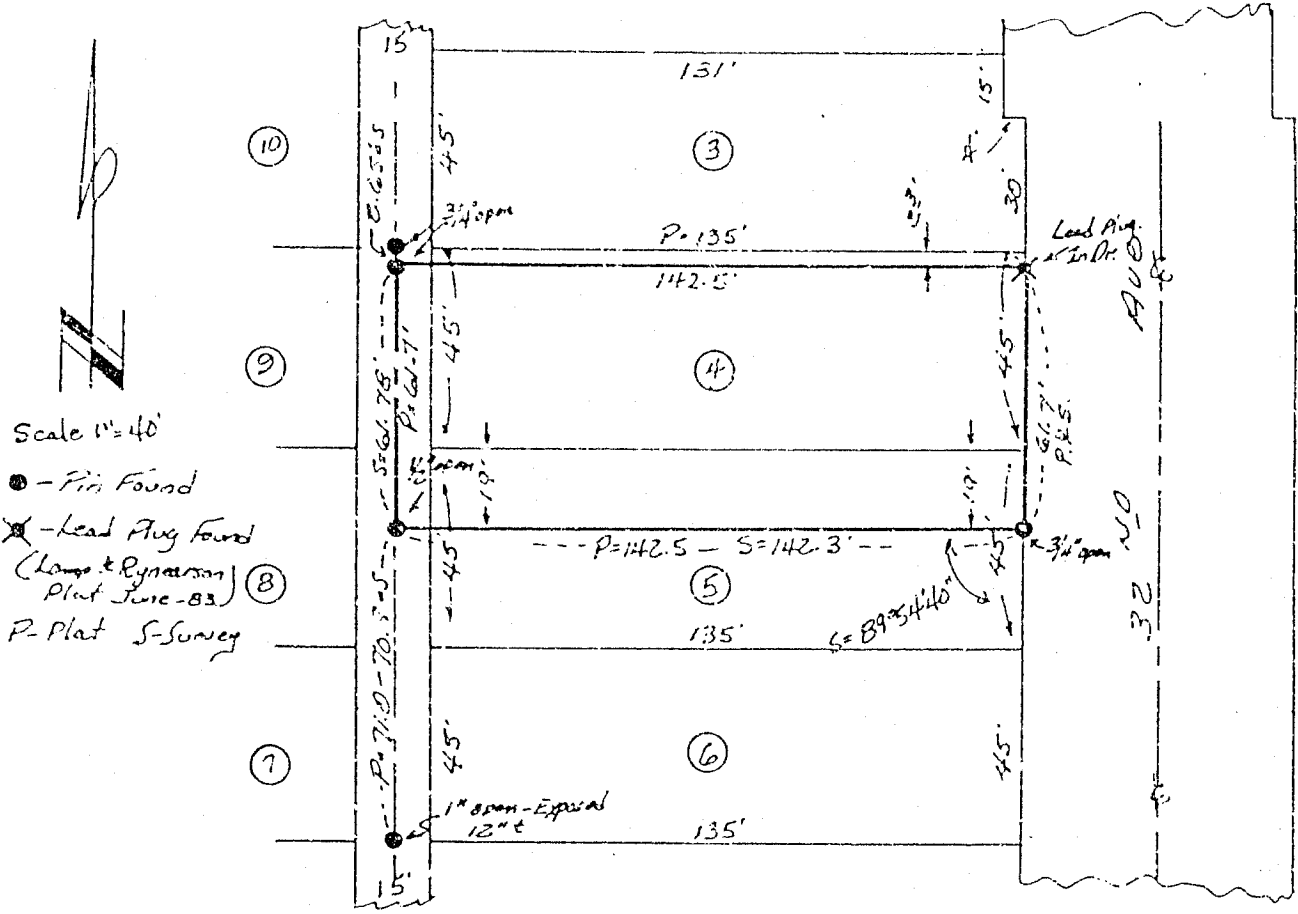 15'
131'
15'
10
45'
3
A.
30'
3/4" open
P=135'
3.3'
Lead Plug
In Dr.
142.5'
AVE
9
S=61.78'
P=61.7'
45'
4
45'
61.7'
P.&S.
Scale 1"=40'
- Pin Found
- Lead Plug Found
(Lamp & Rynearson
Plat June-83)
P-Plat S-Survey
19'
19'
P=142.5 - S=142.3'
3/4" open
8
45'
5
45'
S=89°54'40"
135'
32 ND
P=71.0 - 70.5=S
7
45'
6
45'
1" open - Exposed
12" ±
135'
15'